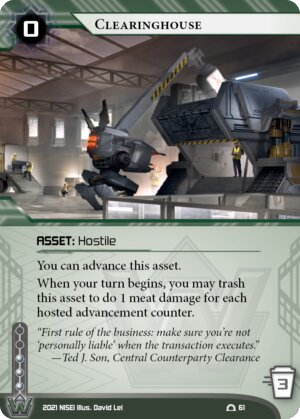 0
Clearinghouse
ASSET: Hostile
You can advance this asset.
When your turn begins, you may trash
this asset to do 1 meat damage for each
hosted advancement counter.
“First rule of the business: make sure you’re not
‘personally liable’ when the transaction executes.”
—Ted J. Son, Central Counterparty Clearance
3
2021 NISEI Illus. David Lei
61